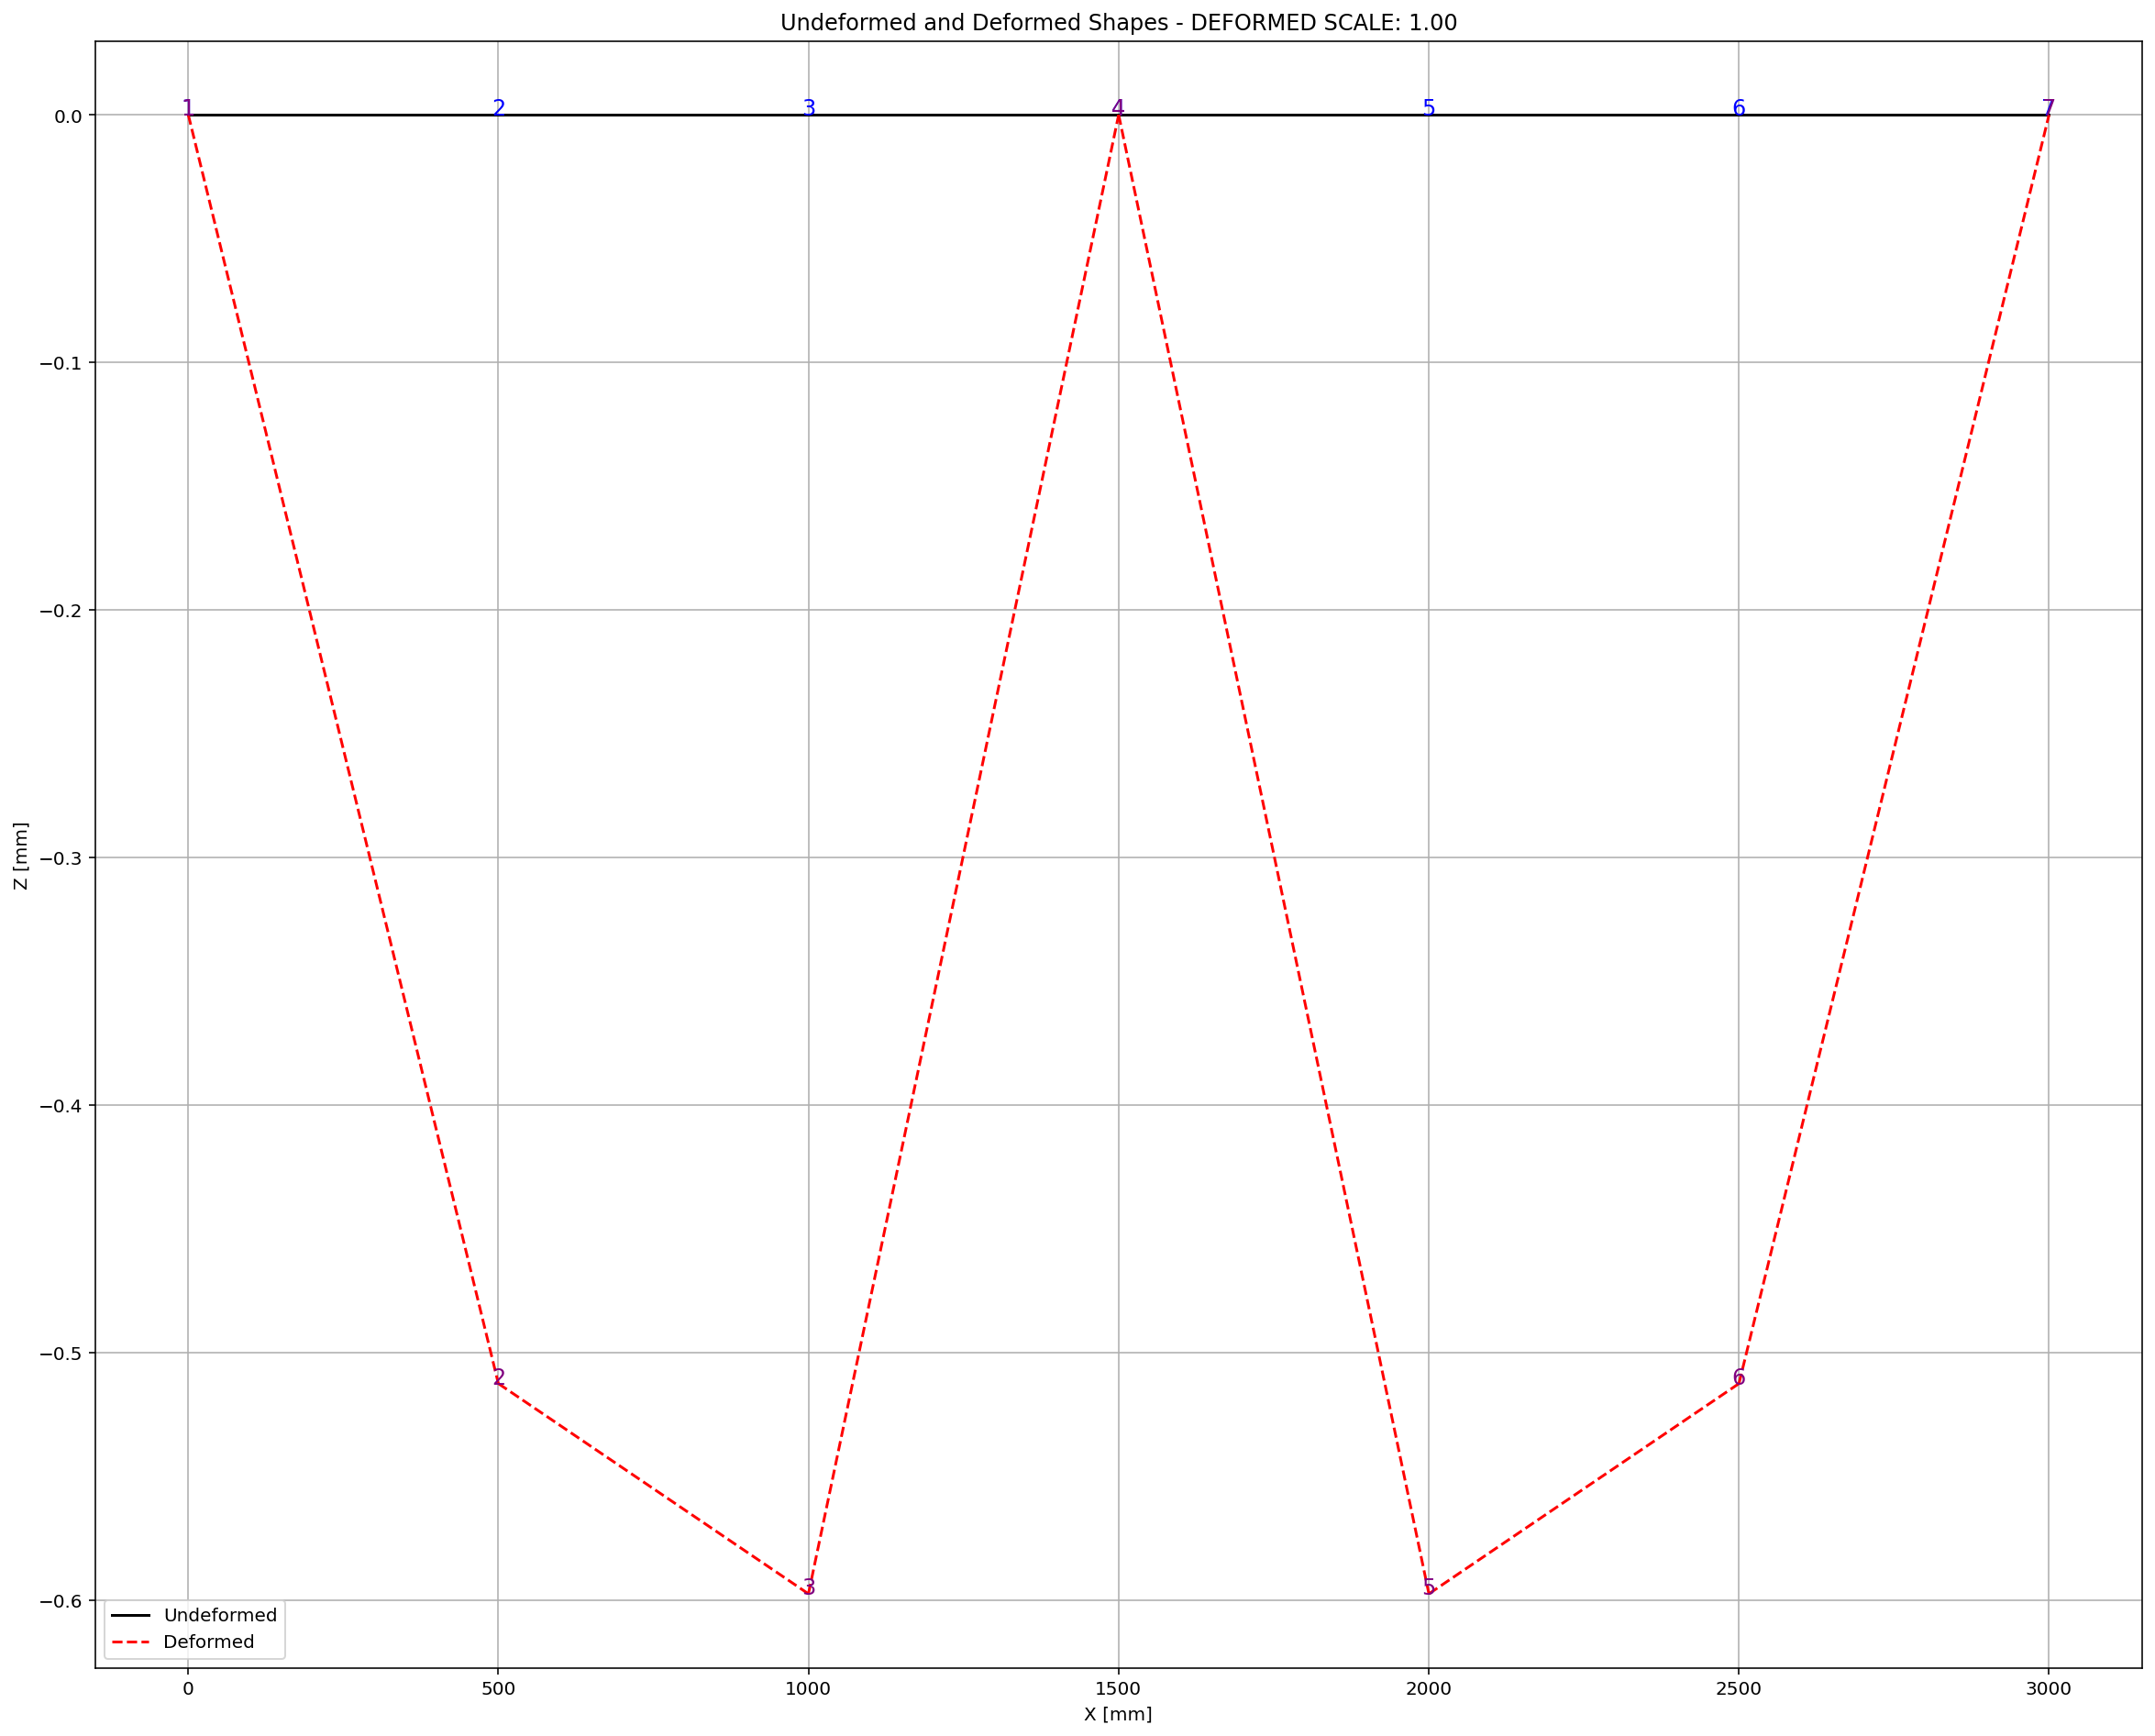 Undeformed and Deformed Shapes - DEFORMED SCALE: 1.00
1 2 3 4 5 6 7
0.0
−0.1
−0.2
−0.3
Z [mm]
−0.4
−0.5
2 6
3 5
−0.6
Undeformed
Deformed
0 500 1000 1500 2000 2500 3000
X [mm]